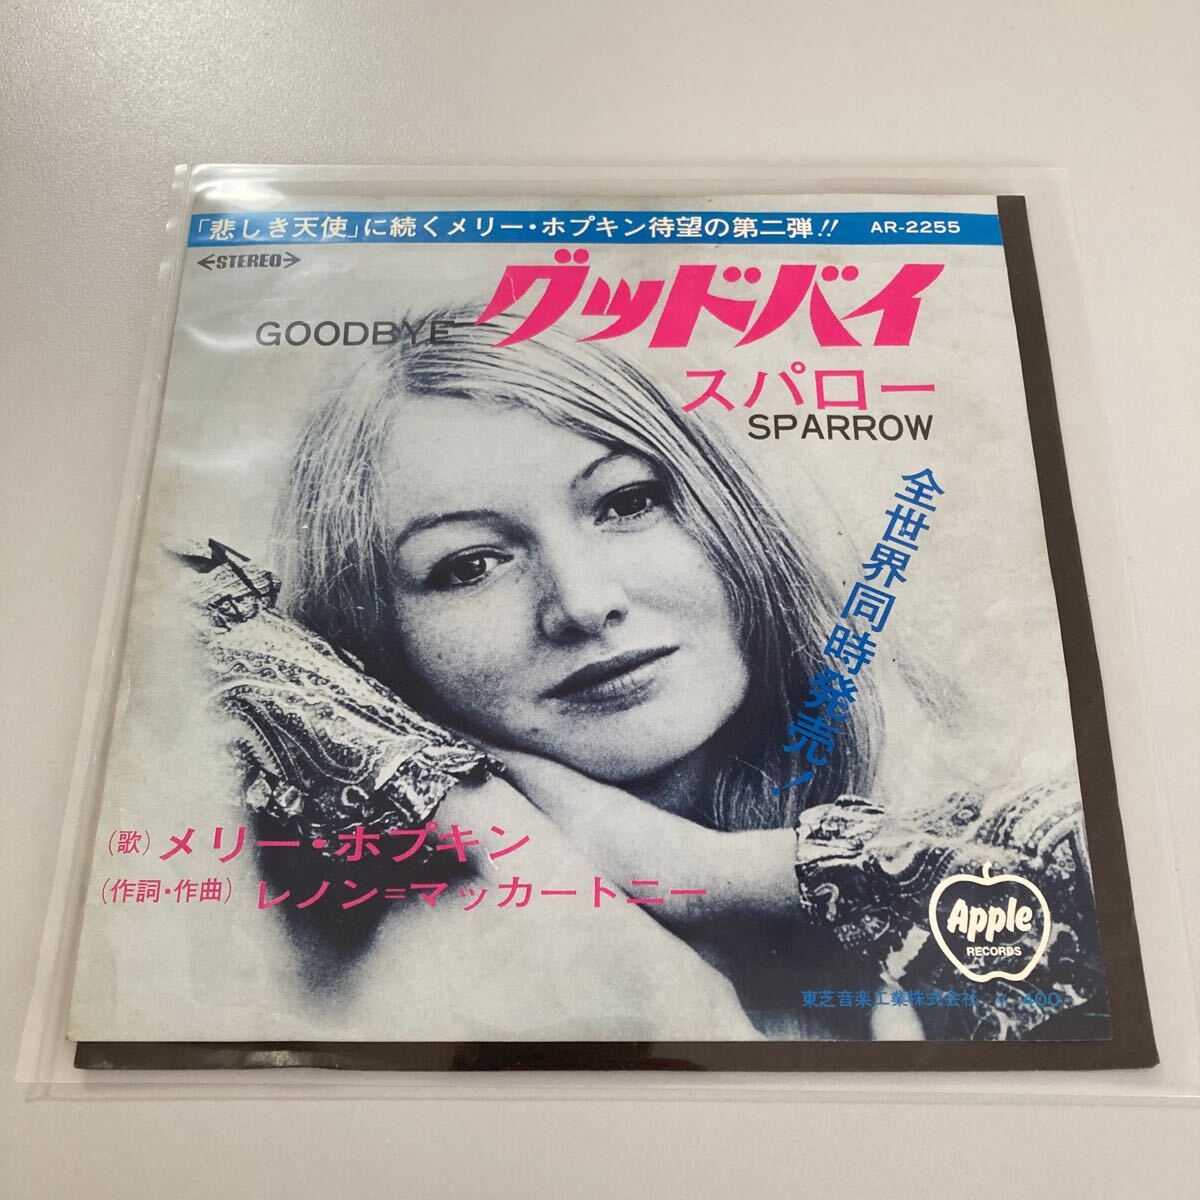 「悲しき天使」に続くメリー・ホプキン待望の第二弾!! AR-2255
STEREO
GOODBYE グッドバイ
スパロー
SPARROW
全世界同時発売!
(歌)メリー・ホプキン
(作詞・作曲)レノン=マッカートニー
Apple
RECORDS
東芝音楽工業株式会社 ¥400